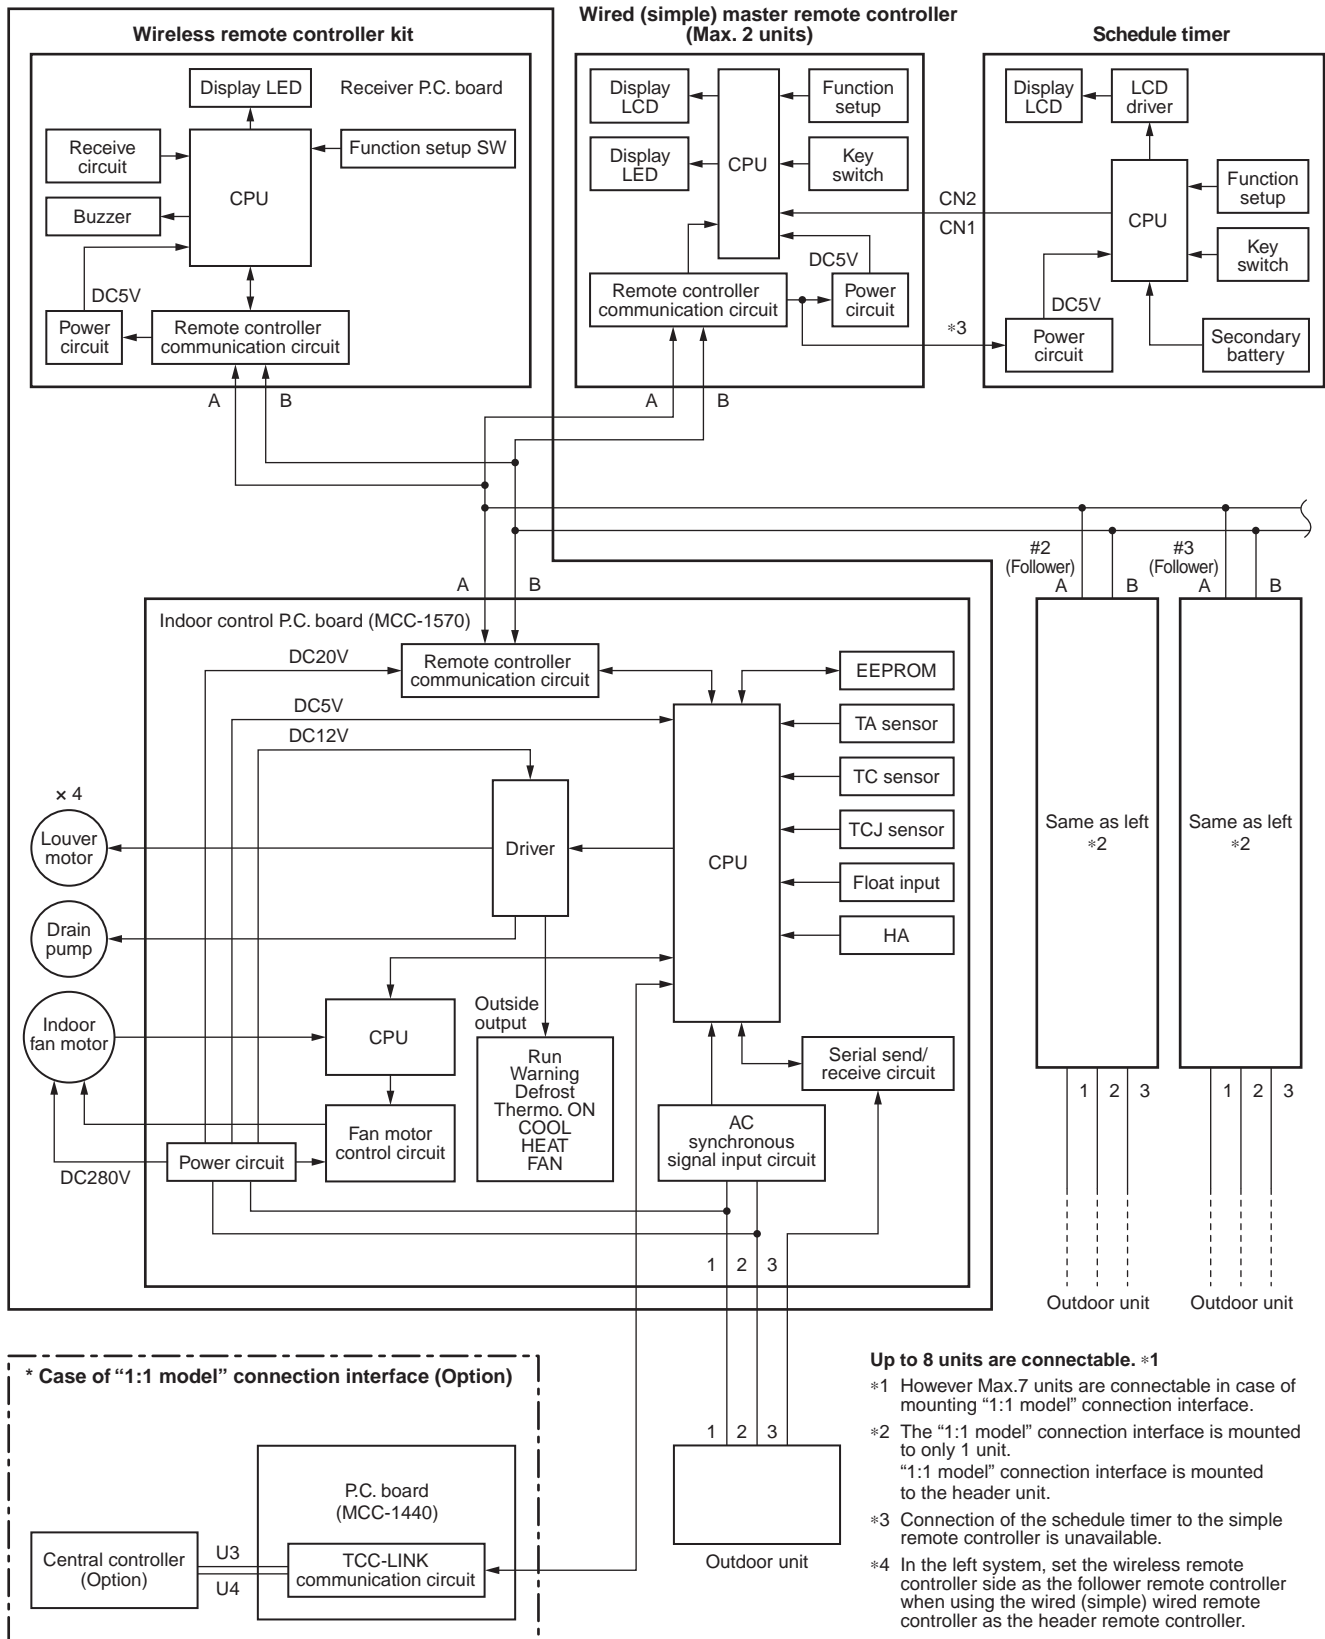 Wireless remote controller kit
Wired (simple) master remote controller
(Max. 2 units)
Schedule timer
Display LED
Receiver P.C. board
Receive
circuit
Function setup SW
CPU
Buzzer
DC5V
Power
circuit
Remote controller
communication circuit
A
B
Display
LCD
Function
setup
Display
LED
CPU
Key
switch
DC5V
Remote controller
communication circuit
Power
circuit
A
B
CN2
CN1
*3
Display
LCD
LCD
driver
Function
setup
CPU
Key
switch
DC5V
Power
circuit
Secondary
battery
#2
(Follower)
A
B
#3
(Follower)
A
B
A
B
Indoor control P.C. board (MCC-1570)
DC20V
Remote controller
communication circuit
EEPROM
DC5V
TA sensor
DC12V
TC sensor
× 4
Louver
motor
Driver
CPU
TCJ sensor
Float input
Drain
pump
HA
Same as left
*2
Same as left
*2
Indoor
fan motor
CPU
Outside
output
Run
Warning
Defrost
Thermo. ON
COOL
HEAT
FAN
Serial send/
receive circuit
Fan motor
control circuit
AC
synchronous
signal input circuit
Power circuit
DC280V
1 2 3
1 2 3
1 2 3
Outdoor unit
Outdoor unit
* Case of “1:1 model” connection interface (Option)
P.C. board
(MCC-1440)
Central controller
(Option)
U3
U4
TCC-LINK
communication circuit
1 2 3
Outdoor unit
Up to 8 units are connectable. *1
*1 However Max.7 units are connectable in case of
mounting “1:1 model” connection interface.
*2 The “1:1 model” connection interface is mounted
to only 1 unit.
“1:1 model” connection interface is mounted
to the header unit.
*3 Connection of the schedule timer to the simple
remote controller is unavailable.
*4 In the left system, set the wireless remote
controller side as the follower remote controller
when using the wired (simple) wired remote
controller as the header remote controller.